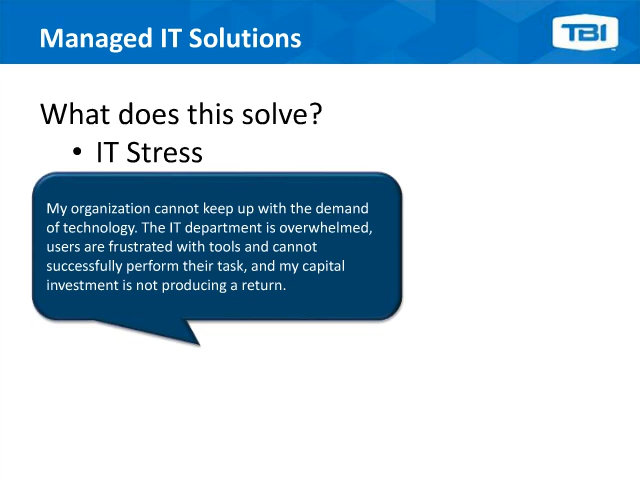 Managed IT Solutions
TBI
What does this solve?
• IT Stress
My organization cannot keep up with the demand
of technology. The IT department is overwhelmed,
users are frustrated with tools and cannot
successfully perform their task, and my capital
investment is not producing a return.